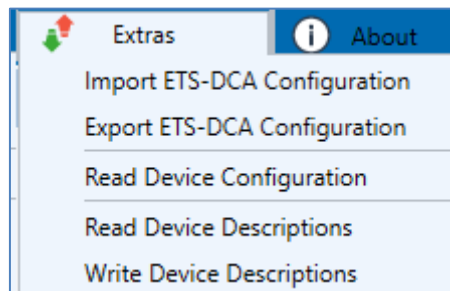 Extras
About
Import ETS-DCA Configuration
Export ETS-DCA Configuration
Read Device Configuration
Read Device Descriptions
Write Device Descriptions